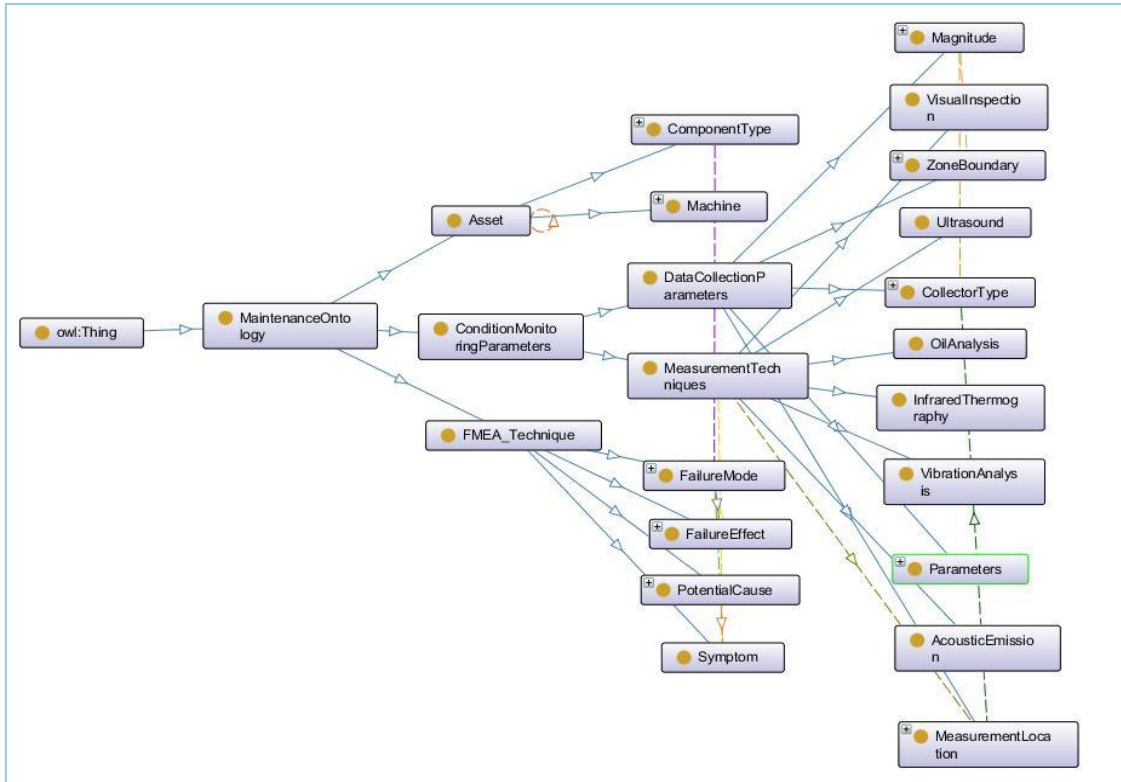 Magnitude
VisualInspectio
n
ComponentType
ZoneBoundary
Machine
Asset
Ultrasound
DataCollectionP
arameters
CollectorType
MaintenanceOnto
logy
owl:Thing
ConditionMonito
ringParameters
OilAnalysis
MeasurementTech
niques
InfraredThermog
raphy
FMEA_Technique
FailureMode
VibrationAnalys
is
FailureEffect
Parameters
PotentialCause
AcousticEmissio
n
Symptom
MeasurementLoca
tion